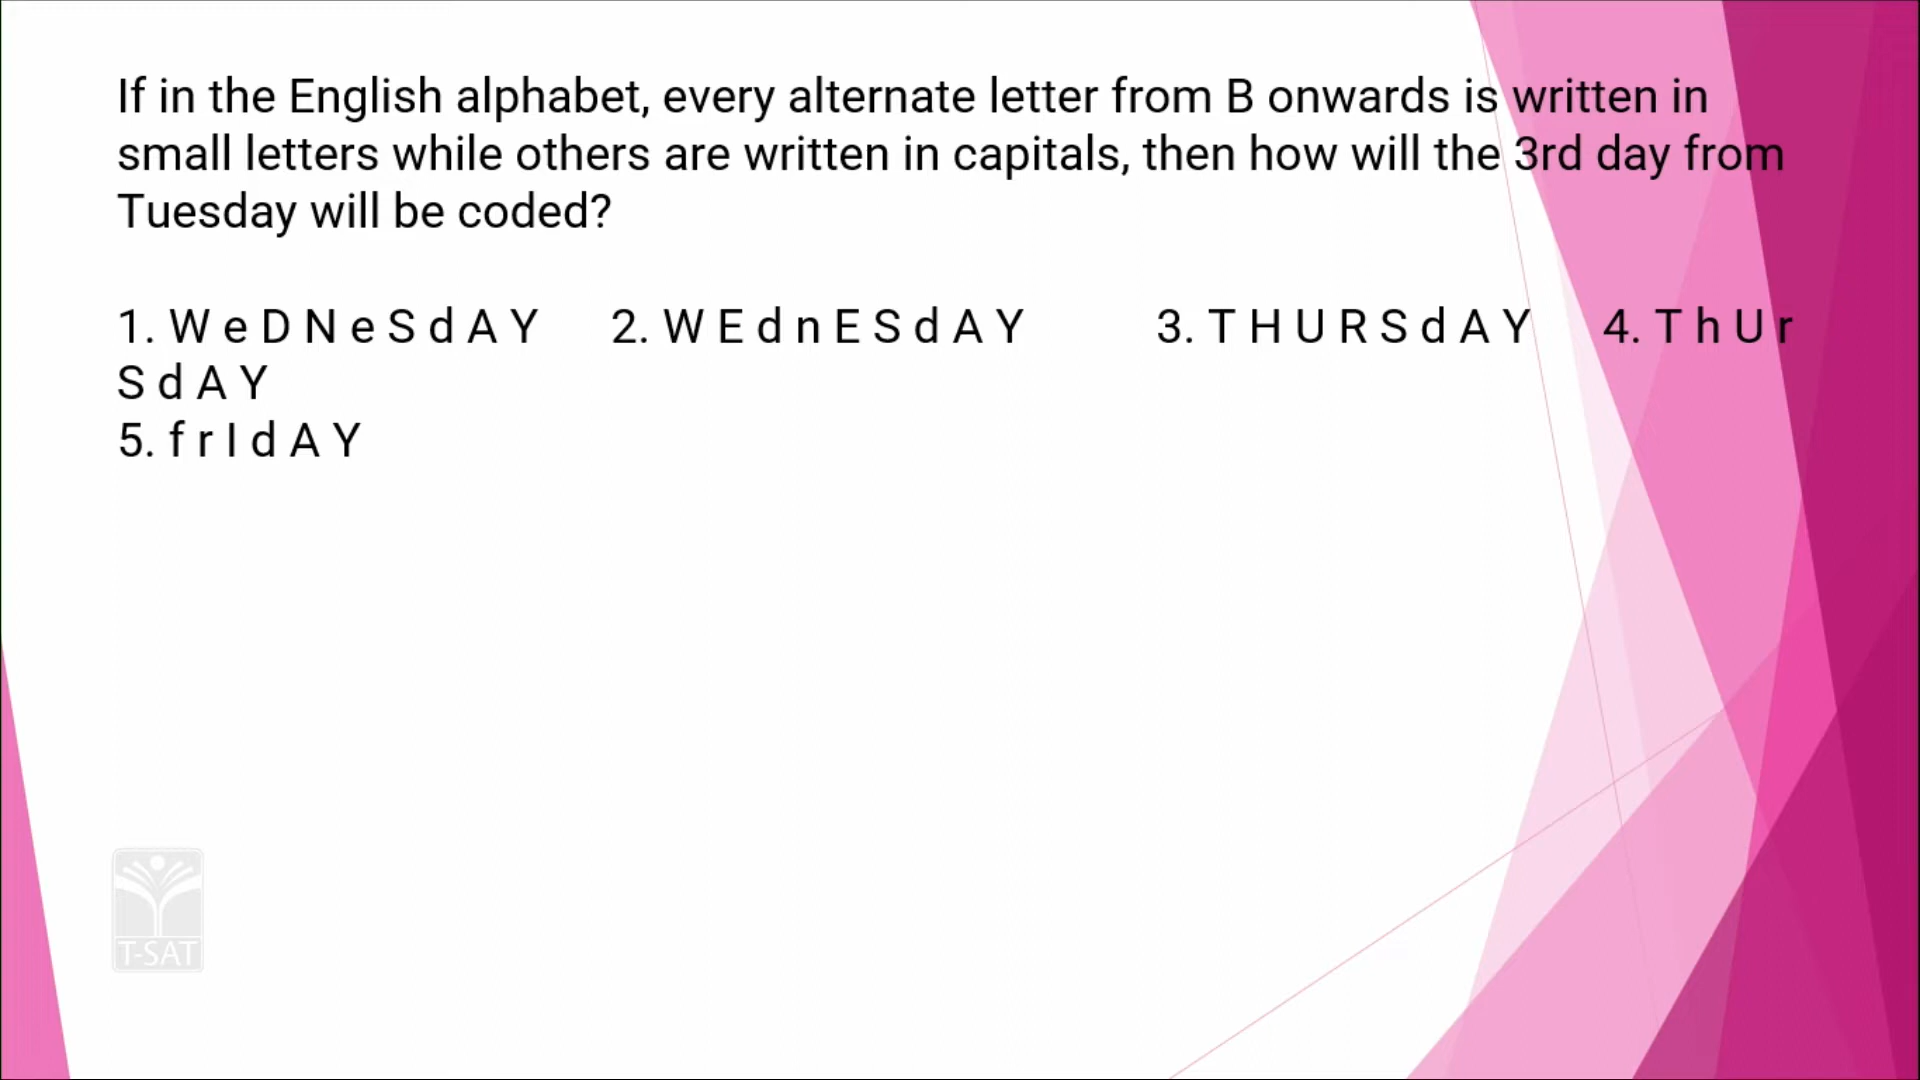 If in the English alphabet, every alternate letter from B onwards is written in
small letters while others are written in capitals, then how will the 3rd day from
Tuesday will be coded?
1. W e D N e S d A Y 2. W E d n E S d A Y 3. T H U R S d A Y 4. T h U r
S d A Y
5. f r I d A Y
T-SAT